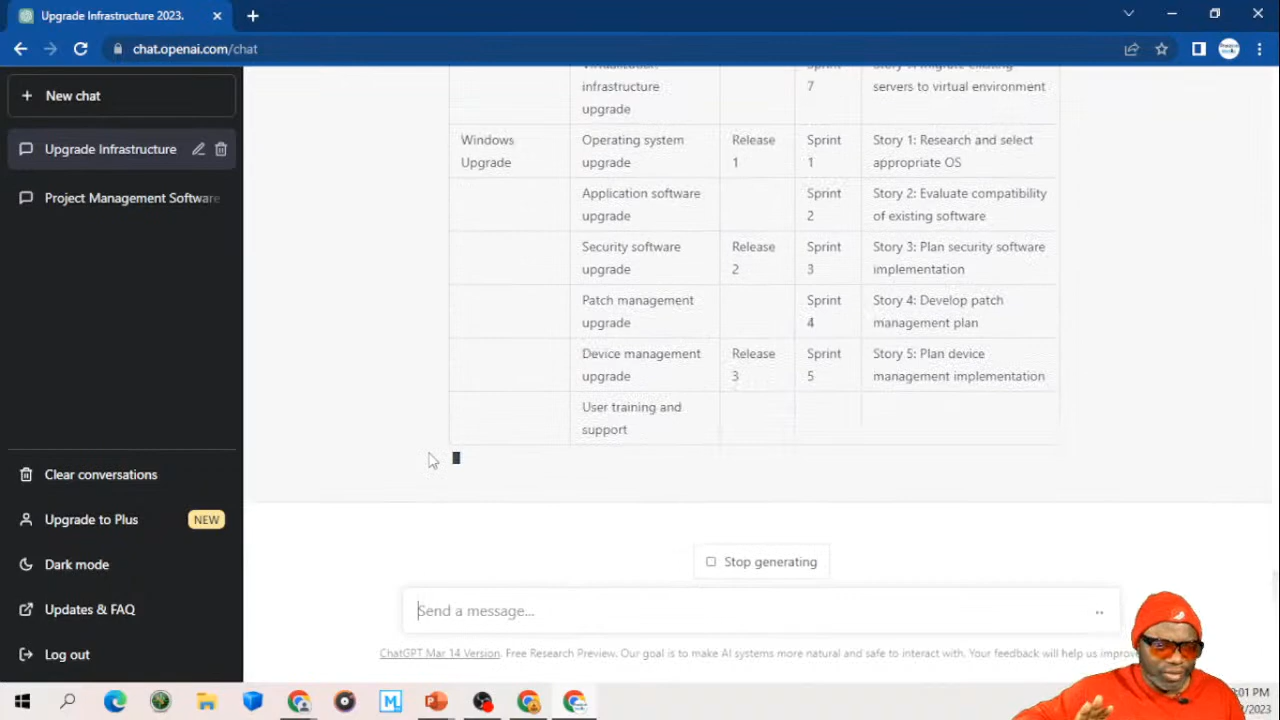 Upgrade Infrastructure 2023.
chat.openai.com/chat
New chat
Upgrade Infrastructure
Project Management Software
Clear conversations
Upgrade to Plus NEW
Dark mode
Updates & FAQ
Log out
infrastructure
upgrade
7
servers to virtual environment
Windows
Upgrade
Operating system
upgrade
Release
1
Sprint
1
Story 1: Research and select
appropriate OS
Application software
upgrade
Sprint
2
Story 2: Evaluate compatibility
of existing software
Security software
upgrade
Release
2
Sprint
3
Story 3: Plan security software
implementation
Patch management
upgrade
Sprint
4
Story 4: Develop patch
management plan
Device management
upgrade
Release
3
Sprint
5
Story 5: Plan device
management implementation
User training and
support
Stop generating
Send a message...
ChatGPT Mar 14 Version. Free Research Preview. Our goal is to make AI systems more natural and safe to interact with. Your feedback will help us
:01 PM
/2023